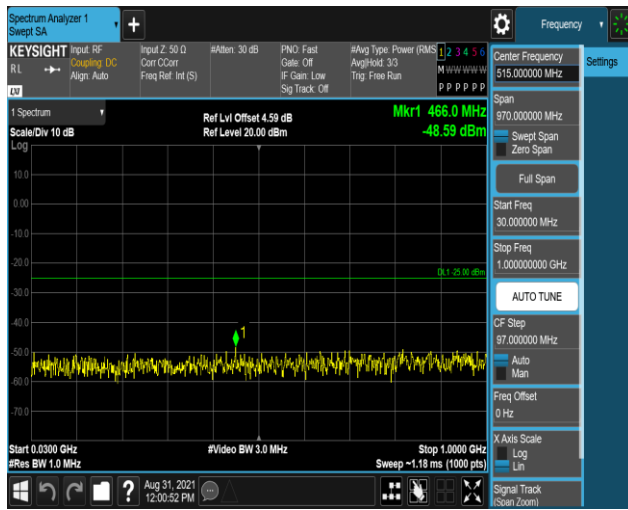 Spectrum Analyzer 1
Swept SA
Frequency
KEYSIGHT
RL
Input: RF
Coupling: DC
Align: Auto
Input Z: 50 Ω
Corr CCorr
Freq Ref: Int (S)
#Atten: 30 dB
PNO: Fast
Gate: Off
IF Gain: Low
Sig Track: Off
#Avg Type: Power (RMS
Avg|Hold: 3/3
Trig: Free Run
1 2 3 4 5 6
M W W W W W
P P P P P P
1 Spectrum
Scale/Div 10 dB
Log
Ref Lvl Offset 4.59 dB
Ref Level 20.00 dBm
Mkr1 466.0 MHz
-48.59 dBm
10.0
0.00
-10.0
-20.0
-30.0
-40.0
-50.0
-60.0
-70.0
DL1 -25.00 dBm
1
Start 0.0300 GHz
#Res BW 1.0 MHz
#Video BW 3.0 MHz
Stop 1.0000 GHz
Sweep ~1.18 ms (1000 pts)
Aug 31, 2021
12:00:52 PM
Center Frequency
515.000000 MHz
Span
970.000000 MHz
Swept Span
Zero Span
Full Span
Start Freq
30.000000 MHz
Stop Freq
1.000000000 GHz
AUTO TUNE
CF Step
97.000000 MHz
Auto
Man
Freq Offset
0 Hz
X Axis Scale
Log
Lin
Signal Track
(Span Zoom)
Settings